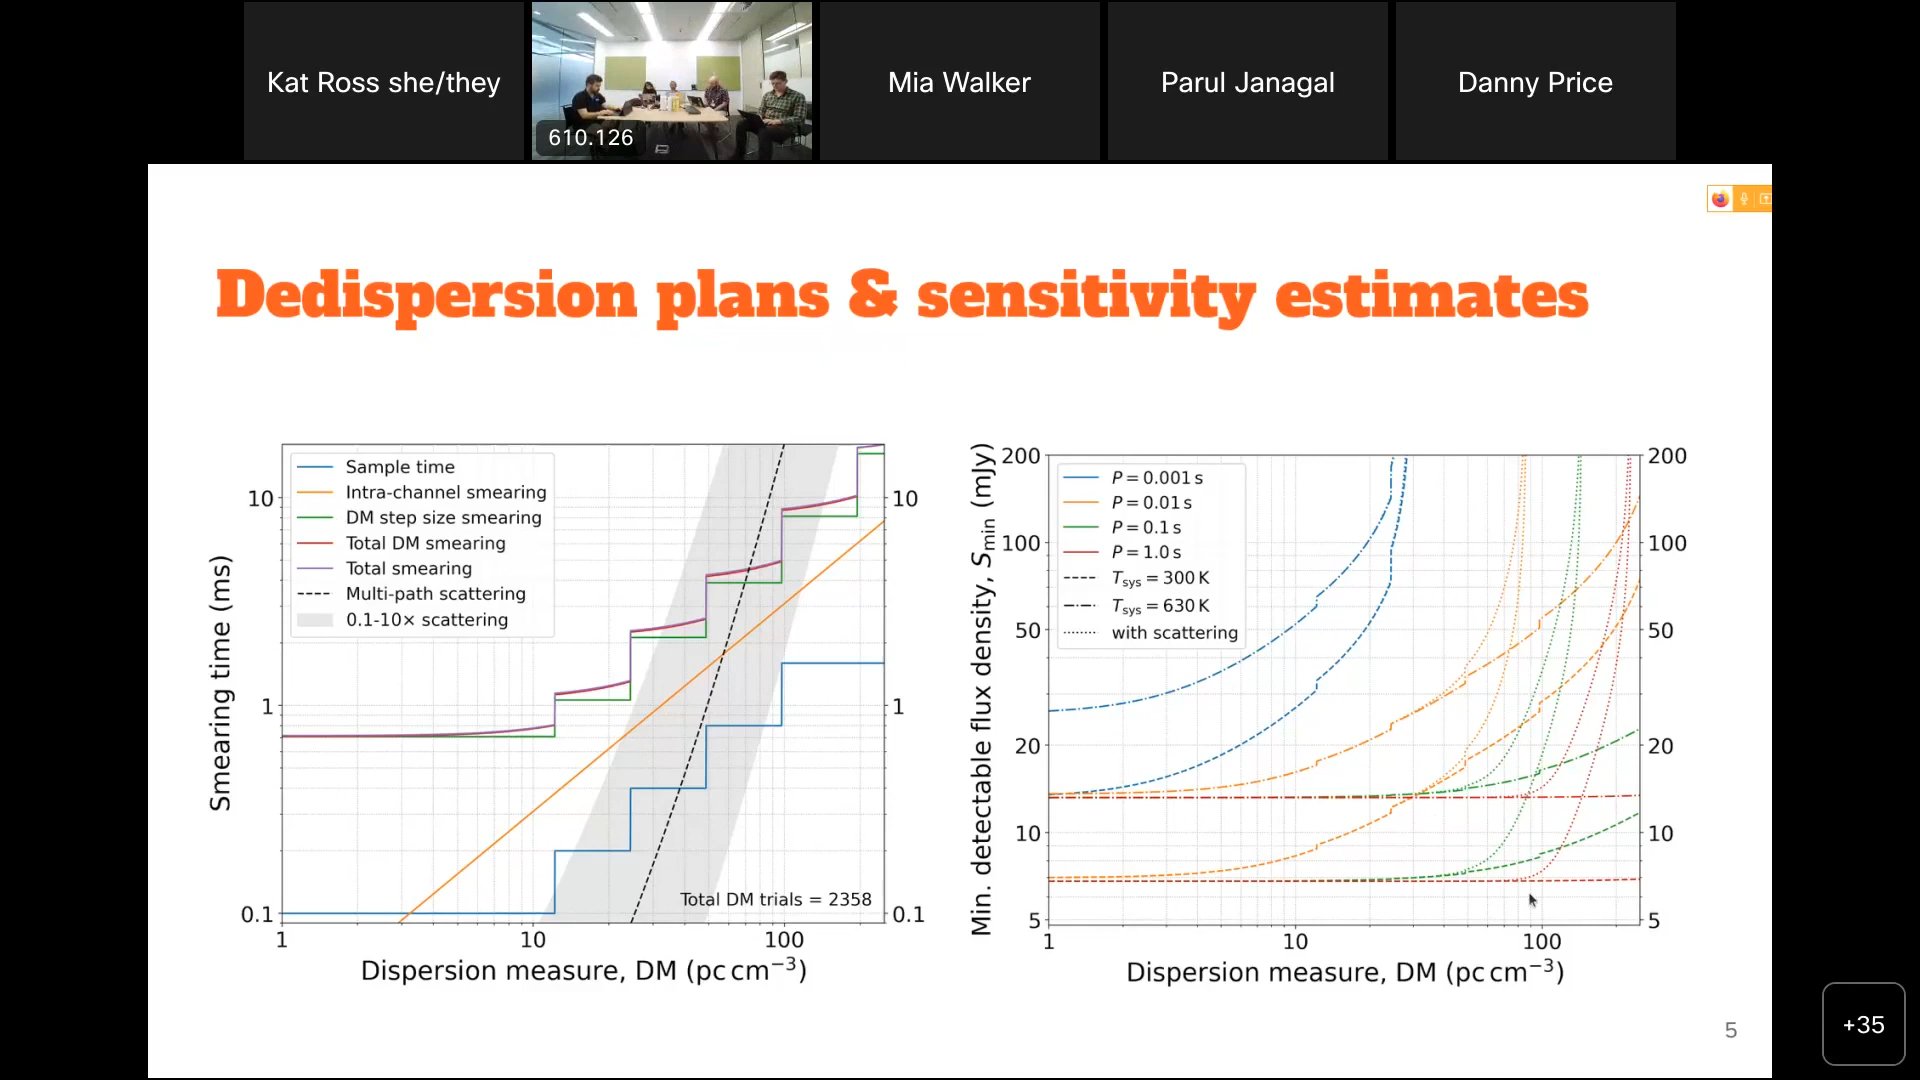 Kat Ross she/they
610.126
Mia Walker
Parul Janagal
Danny Price
Dedispersion plans & sensitivity estimates
Smearing time (ms)
10
1
0.1
Sample time
Intra-channel smearing
DM step size smearing
Total DM smearing
Total smearing
Multi-path scattering
0.1-10× scattering
Total DM trials = 2358
10
1
0.1
1
10
100
Dispersion measure, DM (pc cm⁻³)
Min. detectable flux density, Smin (mJy)
200
100
50
20
10
5
P = 0.001 s
P = 0.01 s
P = 0.1 s
P = 1.0 s
Tsys = 300 K
Tsys = 630 K
with scattering
200
100
50
20
10
5
1
10
100
Dispersion measure, DM (pc cm⁻³)
5
+35